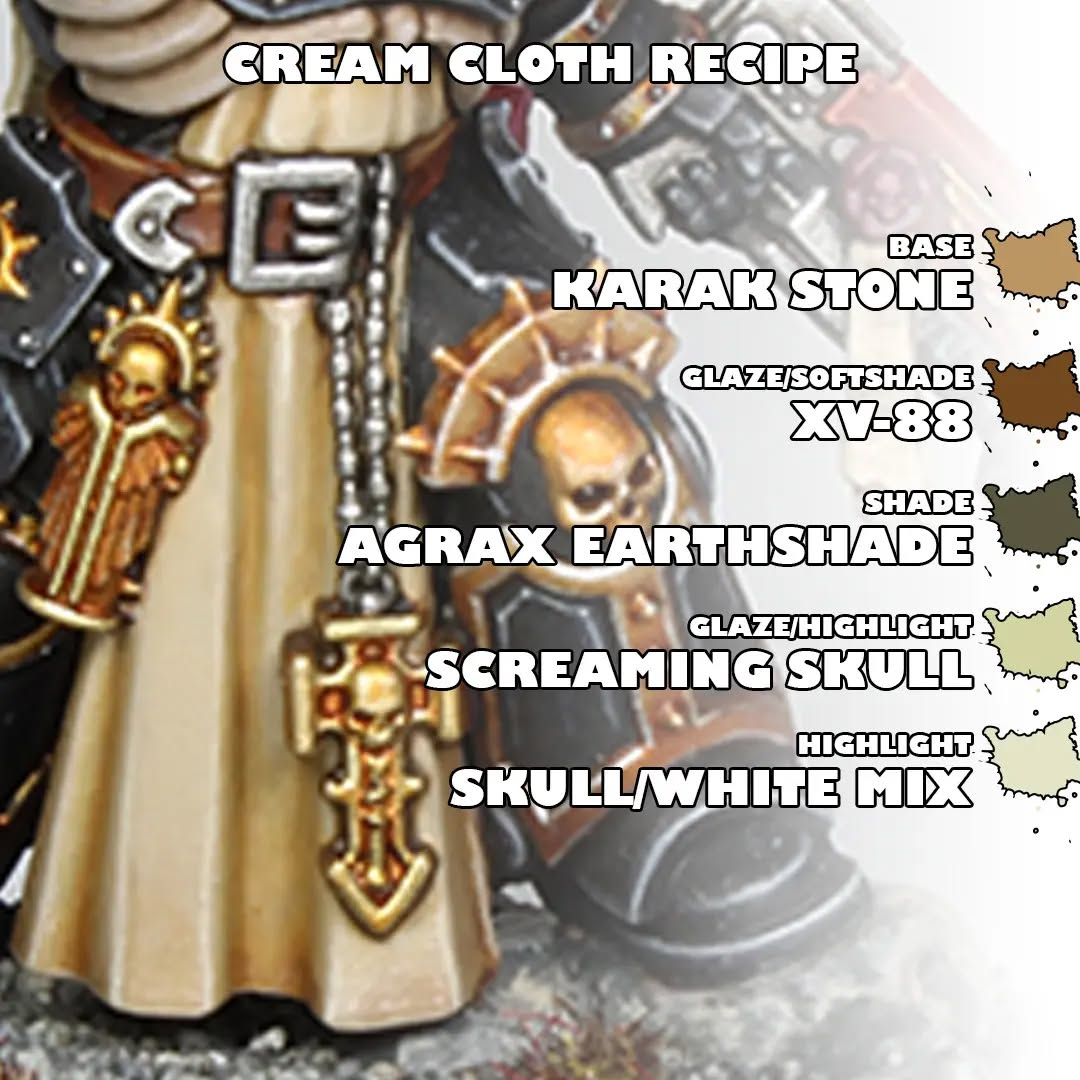 CREAM CLOTH RECIPE
BASE
KARAK STONE
GLAZE/SOFTSHADE
XV-88
SHADE
AGRAX EARTHSHADE
GLAZE/HIGHLIGHT
SCREAMING SKULL
HIGHLIGHT
SKULL/WHITE MIX